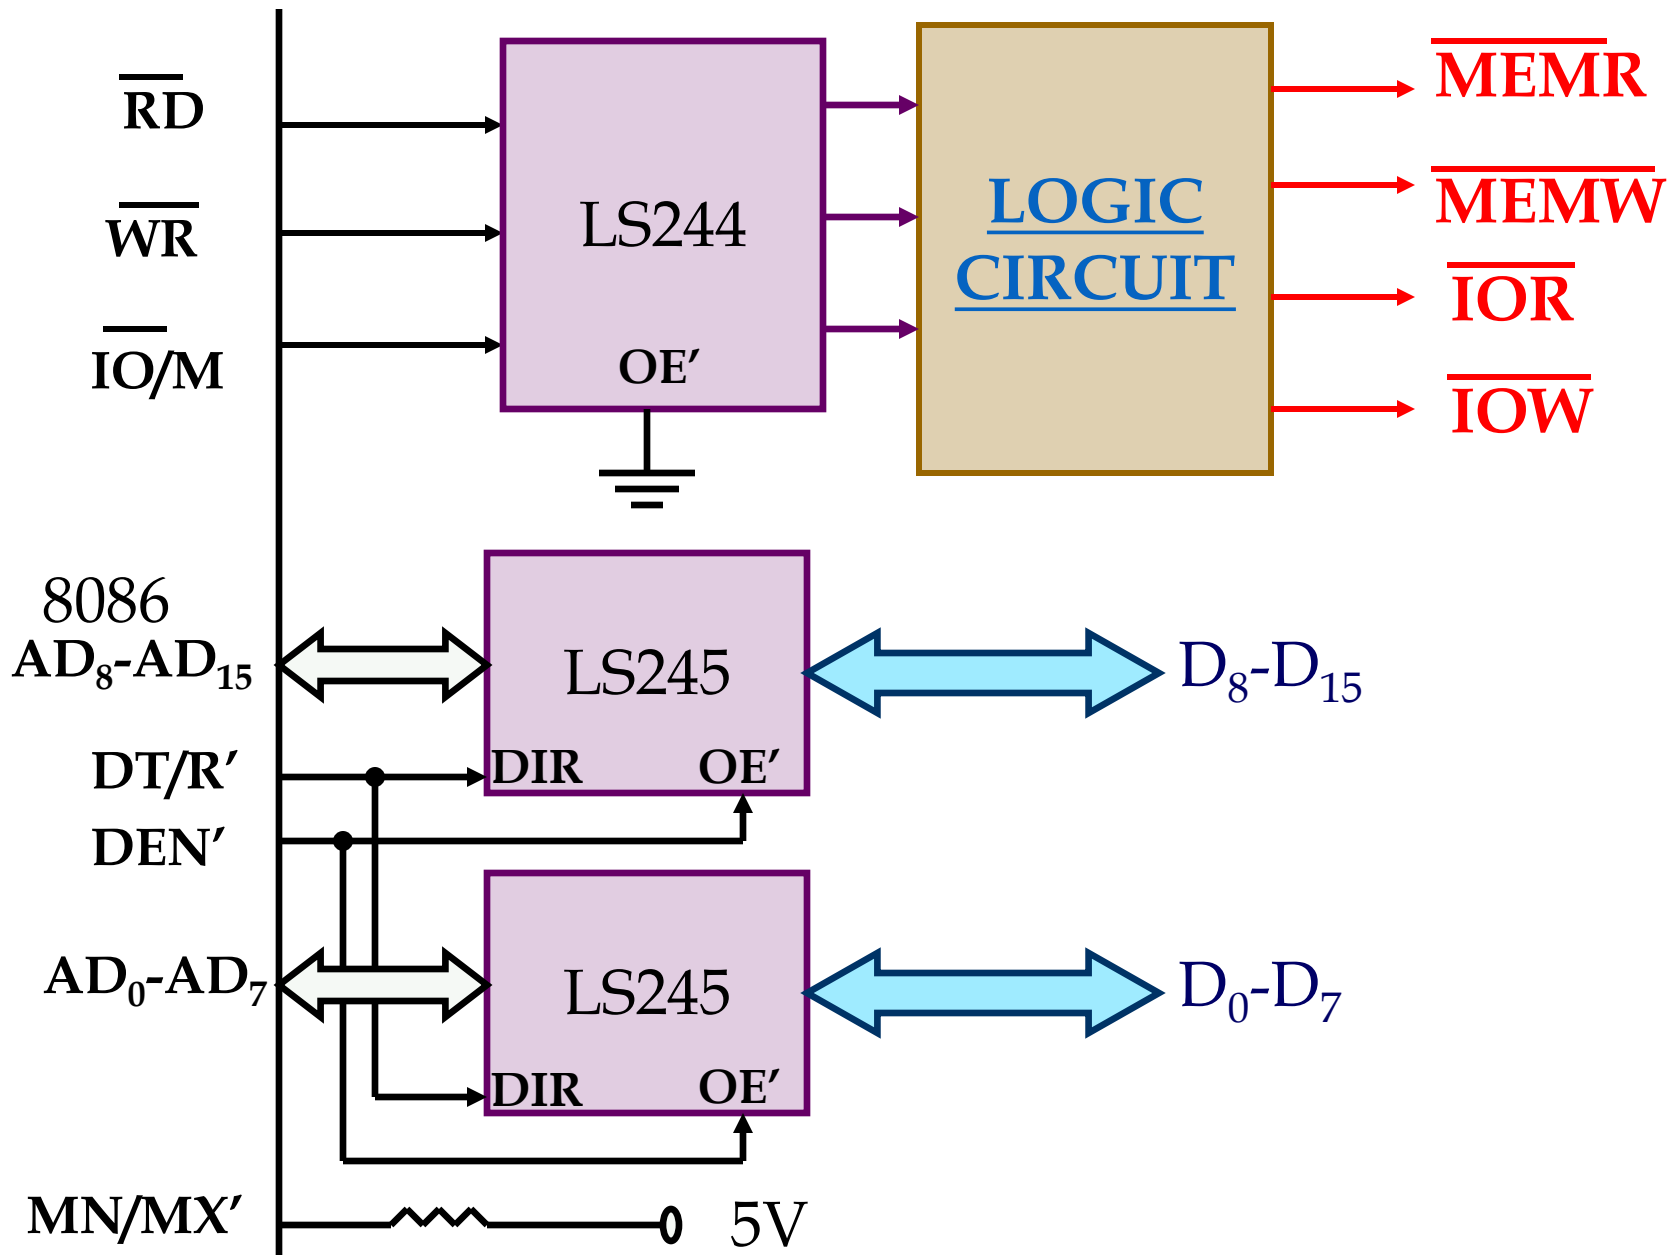 RD
WR
IO/M
LS244
OE′
LOGIC
CIRCUIT
MEMR
MEMW
IOR
IOW
8086
AD₈-AD₁₅
LS245
DIR
OE′
D₈-D₁₅
DT/R′
DEN′
AD₀-AD₇
LS245
DIR
OE′
D₀-D₇
MN/MX′
5V